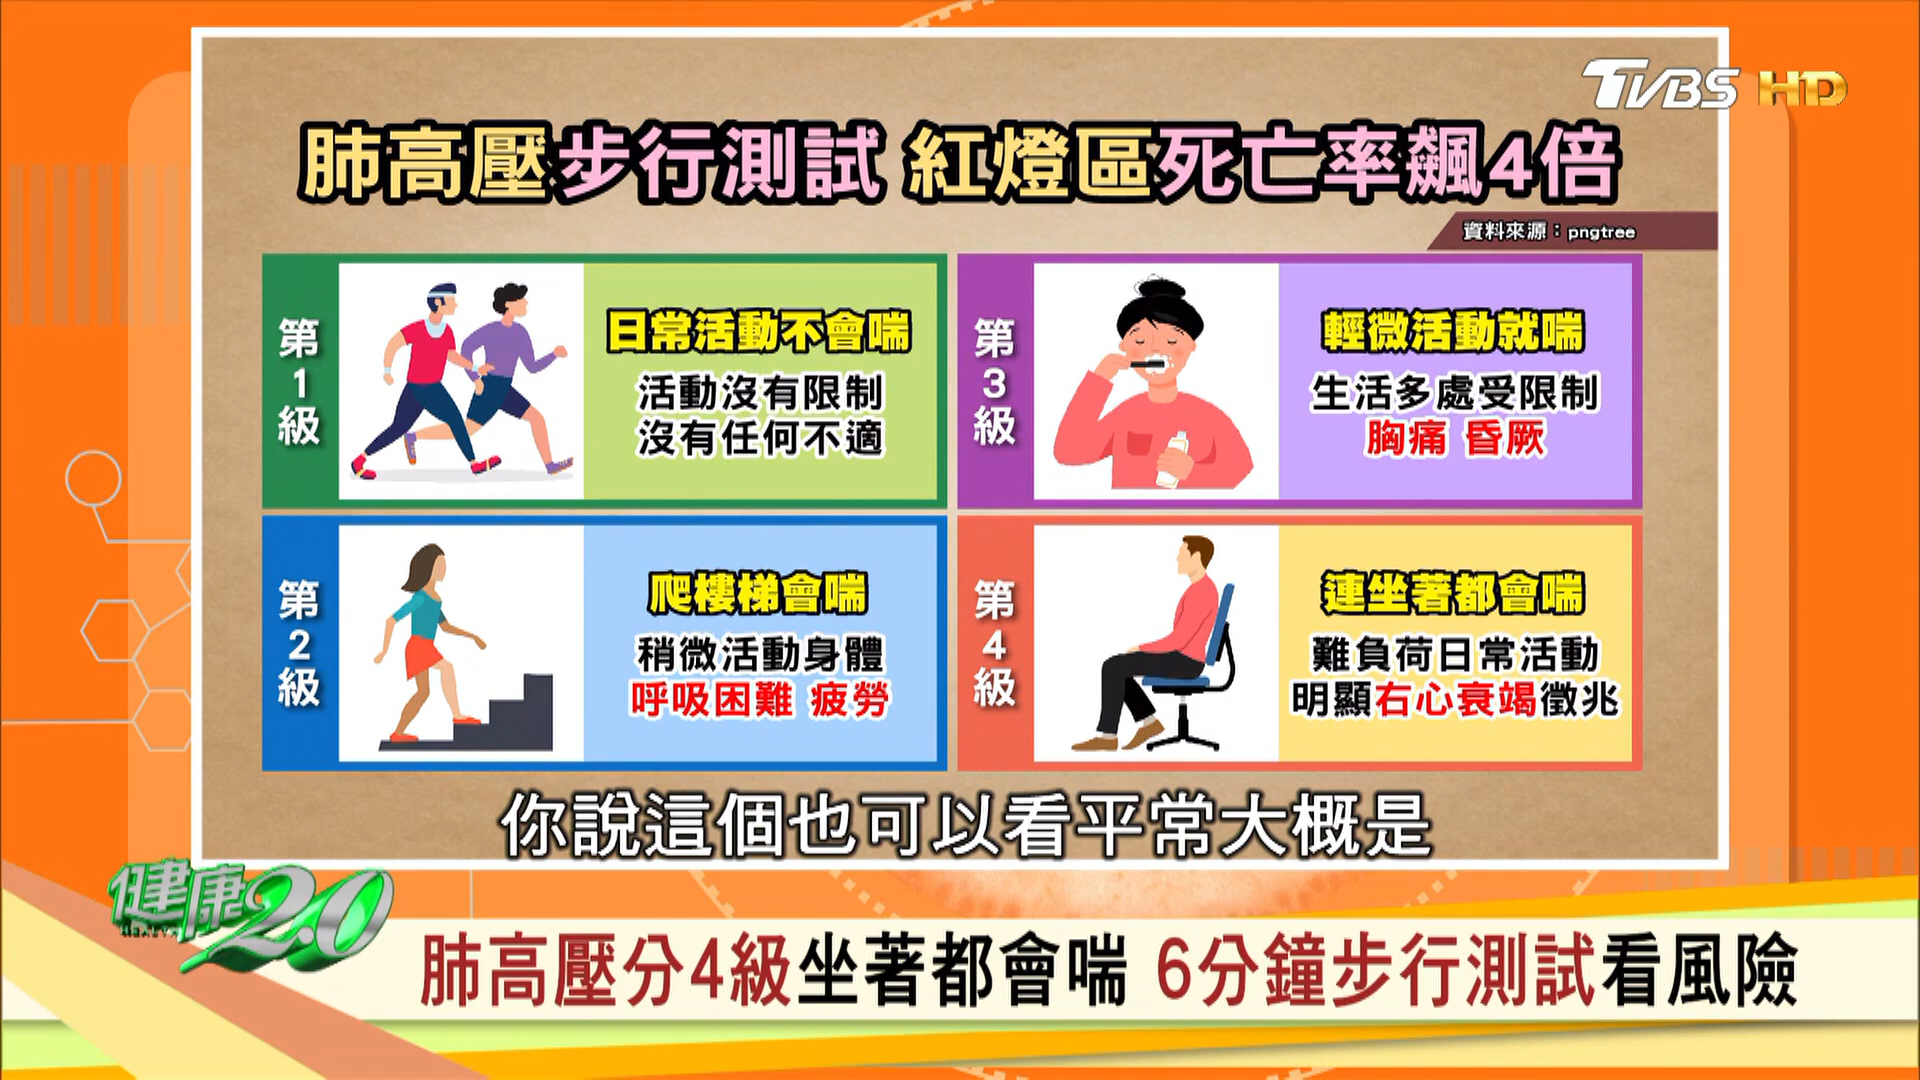 TVBS HD
肺高壓步行測試 紅燈區死亡率飆4倍
資料來源：pngtree
第1級
日常活動不會喘
活動沒有限制
沒有任何不適
第2級
爬樓梯會喘
稍微活動身體
呼吸困難 疲勞
第3級
輕微活動就喘
生活多處受限制
胸痛 昏厥
第4級
連坐著都會喘
難負荷日常活動
明顯右心衰竭徵兆
你說這個也可以看平常大概是
健康2.0
HEALTH
肺高壓分4級坐著都會喘 6分鐘步行測試看風險